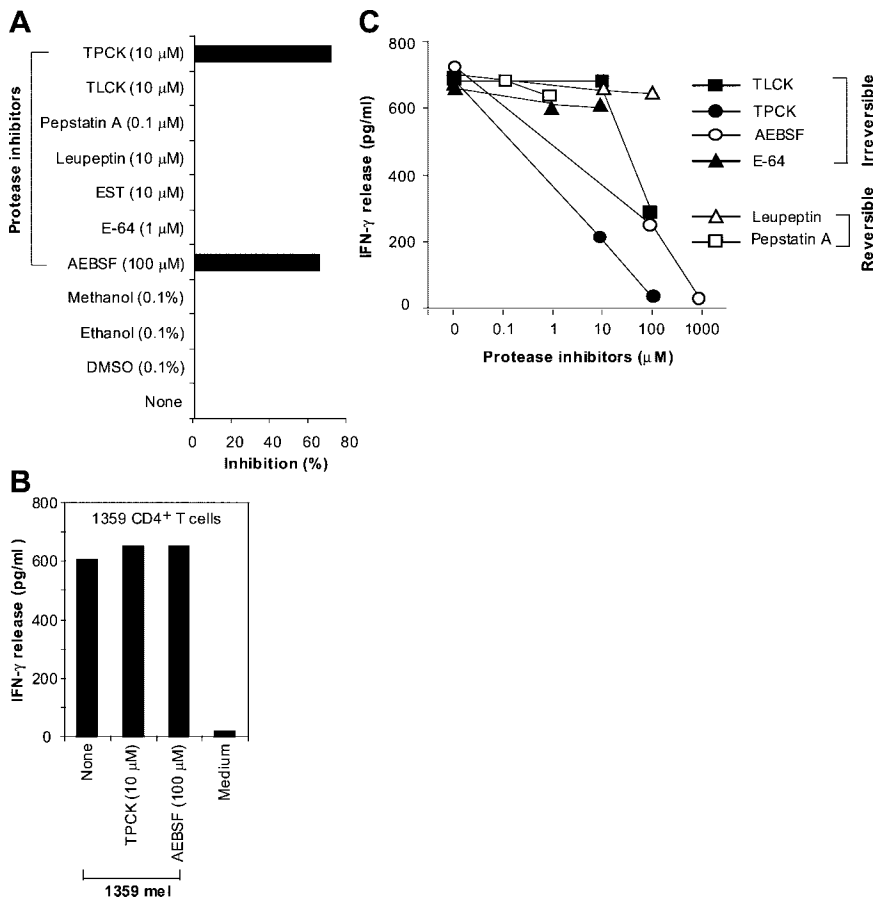 A
Protease inhibitors
TPCK (10 μM)
TLCK (10 μM)
Pepstatin A (0.1 μM)
Leupeptin (10 μM)
EST (10 μM)
E-64 (1 μM)
AEBSF (100 μM)
Methanol (0.1%)
Ethanol (0.1%)
DMSO (0.1%)
None
0 20 40 60 80
Inhibition (%)
B
1359 CD4+ T cells
IFN-γ release (pg/ml )
800
600
400
200
0
None
TPCK (10 μM)
AEBSF (100 μM)
Medium
1359 mel
C
IFN-γ release (pg/ml)
800
600
400
200
0
0 0.1 1 10 100 1000
Protease inhibitors (μM)
TLCK
TPCK
AEBSF
E-64
Irreversible
Leupeptin
Pepstatin A
Reversible